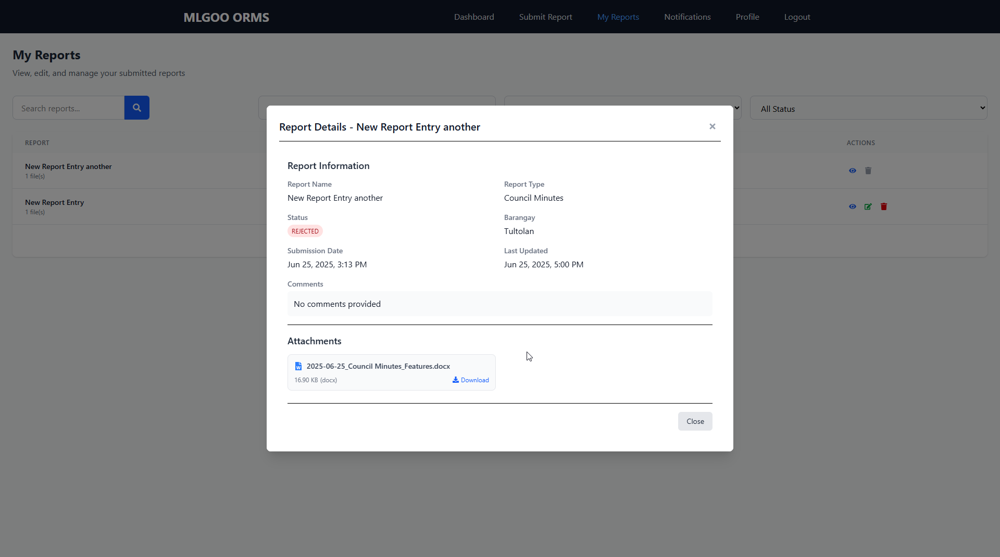 MLGOO ORMS
Dashboard Submit Report My Reports Notifications Profile Logout
My Reports
View, edit, and manage your submitted reports
Search reports...
All Status
REPORT
ACTIONS
New Report Entry another
1 file(s)
New Report Entry
1 file(s)
Report Details - New Report Entry another
×
Report Information
Report Name
New Report Entry another
Report Type
Council Minutes
Status
REJECTED
Barangay
Tultolan
Submission Date
Jun 25, 2025, 3:13 PM
Last Updated
Jun 25, 2025, 5:00 PM
Comments
No comments provided
Attachments
2025-06-25_Council Minutes_Features.docx
16.90 KB (docx)
Download
Close